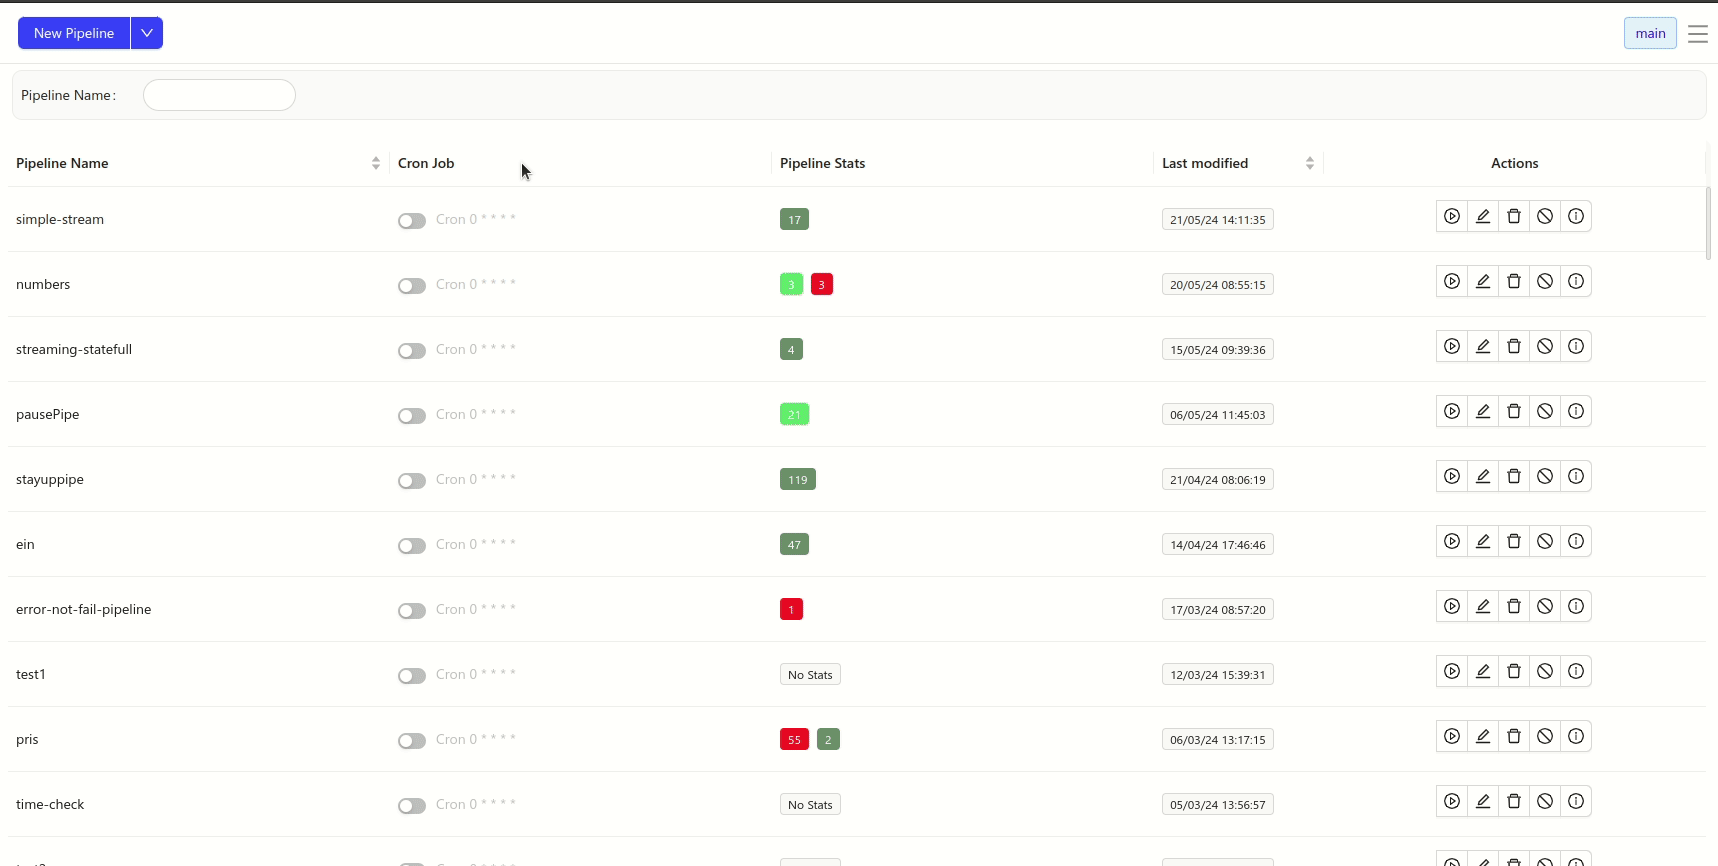 New Pipeline
main
Pipeline Name:
Pipeline Name Cron Job Pipeline Stats Last modified Actions
simple-stream Cron 0 * * * * 17 21/05/24 14:11:35
numbers Cron 0 * * * * 3 3 20/05/24 08:55:15
streaming-statefull Cron 0 * * * * 4 15/05/24 09:39:36
pausePipe Cron 0 * * * * 21 06/05/24 11:45:03
stayuppipe Cron 0 * * * * 119 21/04/24 08:06:19
ein Cron 0 * * * * 47 14/04/24 17:46:46
error-not-fail-pipeline Cron 0 * * * * 1 17/03/24 08:57:20
test1 Cron 0 * * * * No Stats 12/03/24 15:39:31
pris Cron 0 * * * * 55 2 06/03/24 13:17:15
time-check Cron 0 * * * * No Stats 05/03/24 13:56:57